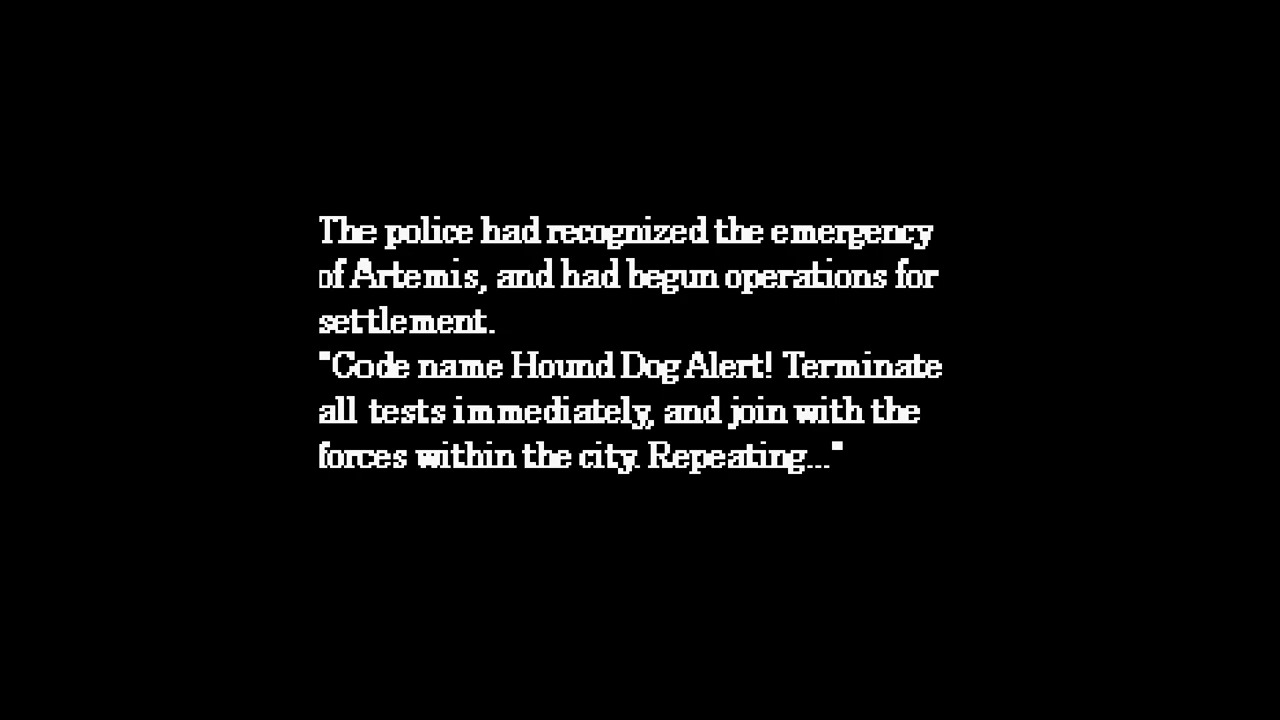 The police had recognized the emergency
of Artemis, and had begun operations for
settlement.
"Code name Hound Dog Alert! Terminate
all tests immediately, and join with the
forces within the city. Repeating..."